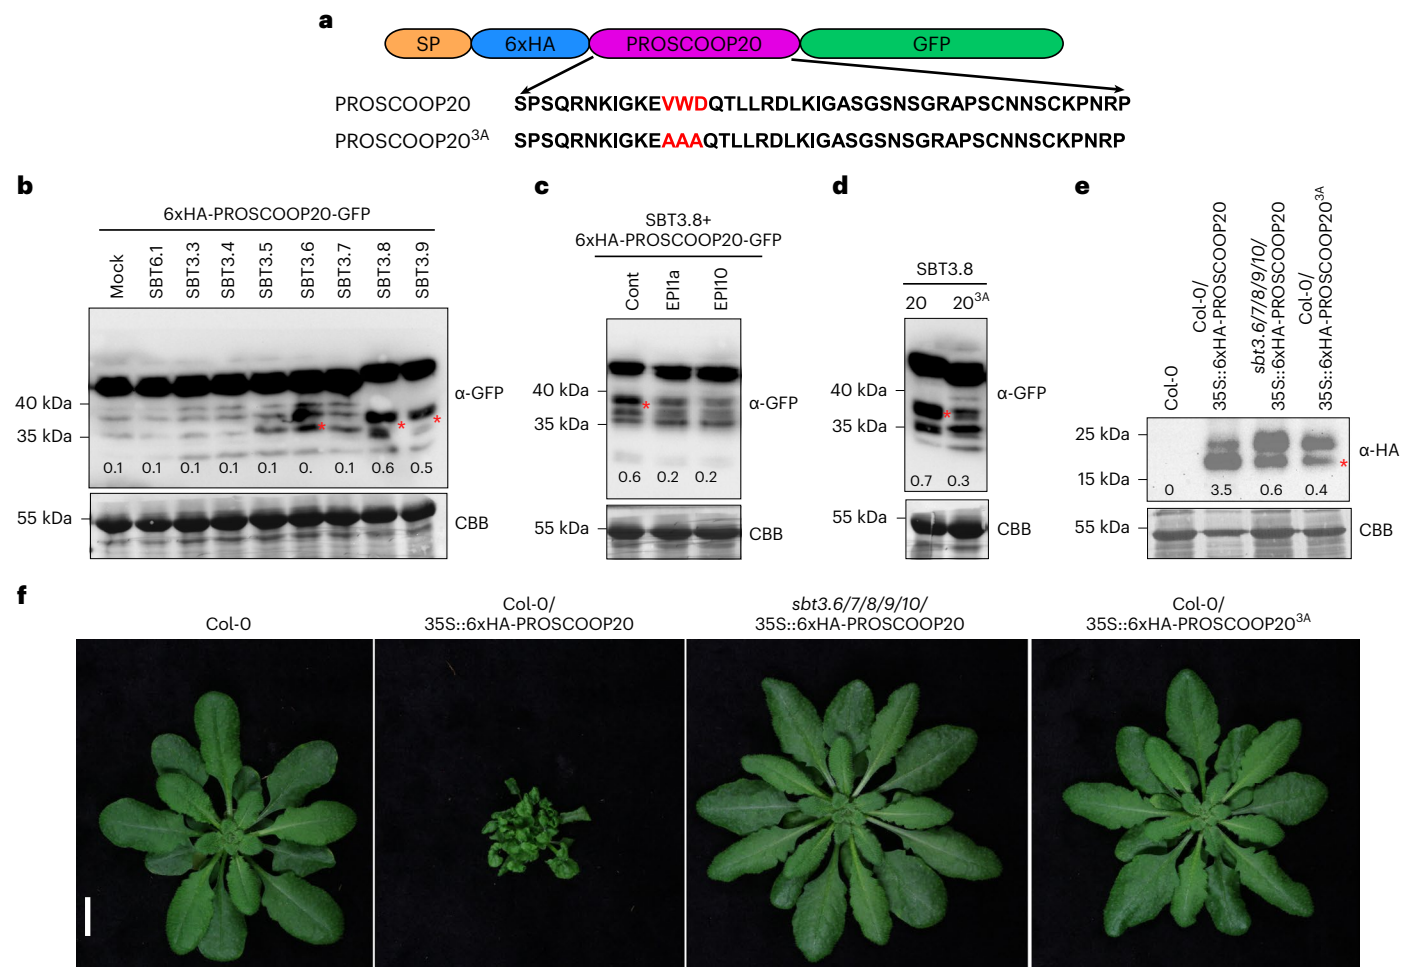 a
SP 6xHA PROSCOOP20 GFP
PROSCOOP20 SPSQRNKIGKEVWDQTLLRDLKIGASGSNSGRAPSCNNSCKPNRP
PROSCOOP20^3A SPSQRNKIGKEAAAQTLLRDLKIGASGSNSGRAPSCNNSCKPNRP
b
6xHA-PROSCOOP20-GFP
Mock SBT6.1 SBT3.3 SBT3.4 SBT3.5 SBT3.6 SBT3.7 SBT3.8 SBT3.9
40 kDa
35 kDa
α-GFP
* * *
0.1 0.1 0.1 0.1 0.1 0. 0.1 0.6 0.5
55 kDa
CBB
c
SBT3.8+
6xHA-PROSCOOP20-GFP
Cont EPI1a EPI10
40 kDa
35 kDa
α-GFP
*
0.6 0.2 0.2
55 kDa
CBB
d
SBT3.8
20 20^3A
40 kDa
35 kDa
α-GFP
*
0.7 0.3
55 kDa
CBB
e
Col-0
Col-0/
35S::6xHA-PROSCOOP20
sbt3.6/7/8/9/10/
35S::6xHA-PROSCOOP20
Col-0/
35S::6xHA-PROSCOOP20^3A
25 kDa
15 kDa
α-HA
*
0 3.5 0.6 0.4
55 kDa
CBB
f
Col-0
Col-0/
35S::6xHA-PROSCOOP20
sbt3.6/7/8/9/10/
35S::6xHA-PROSCOOP20
Col-0/
35S::6xHA-PROSCOOP20^3A